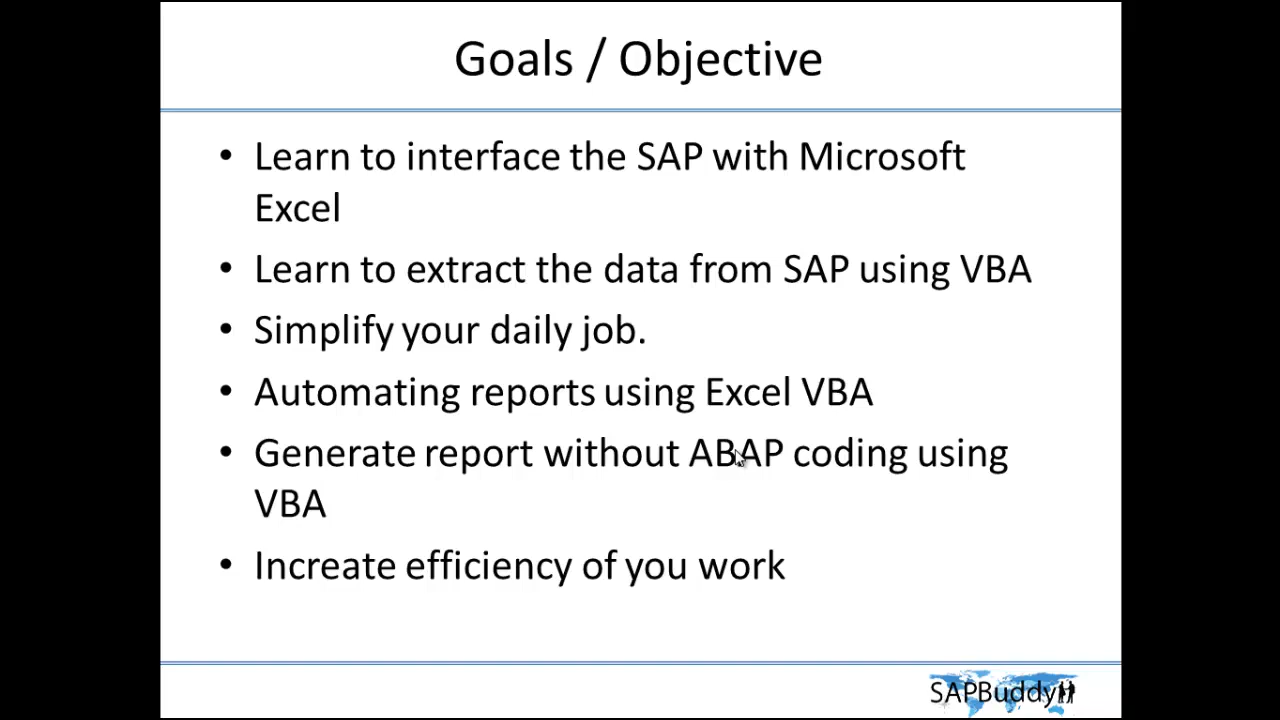 Goals / Objective
• Learn to interface the SAP with Microsoft
Excel
• Learn to extract the data from SAP using VBA
• Simplify your daily job.
• Automating reports using Excel VBA
• Generate report without ABAP coding using
VBA
• Increate efficiency of you work
SAPBuddy